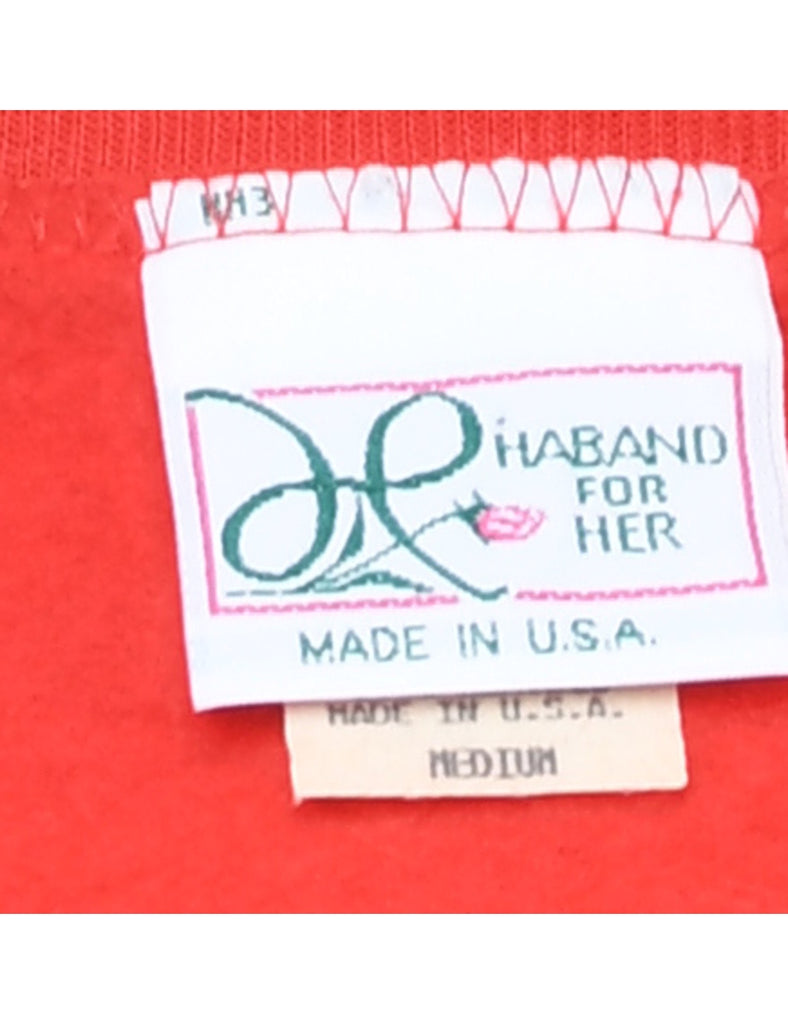 HABAND
FOR
HER
MADE IN U.S.A.
MADE IN U.S.A.
MEDIUM